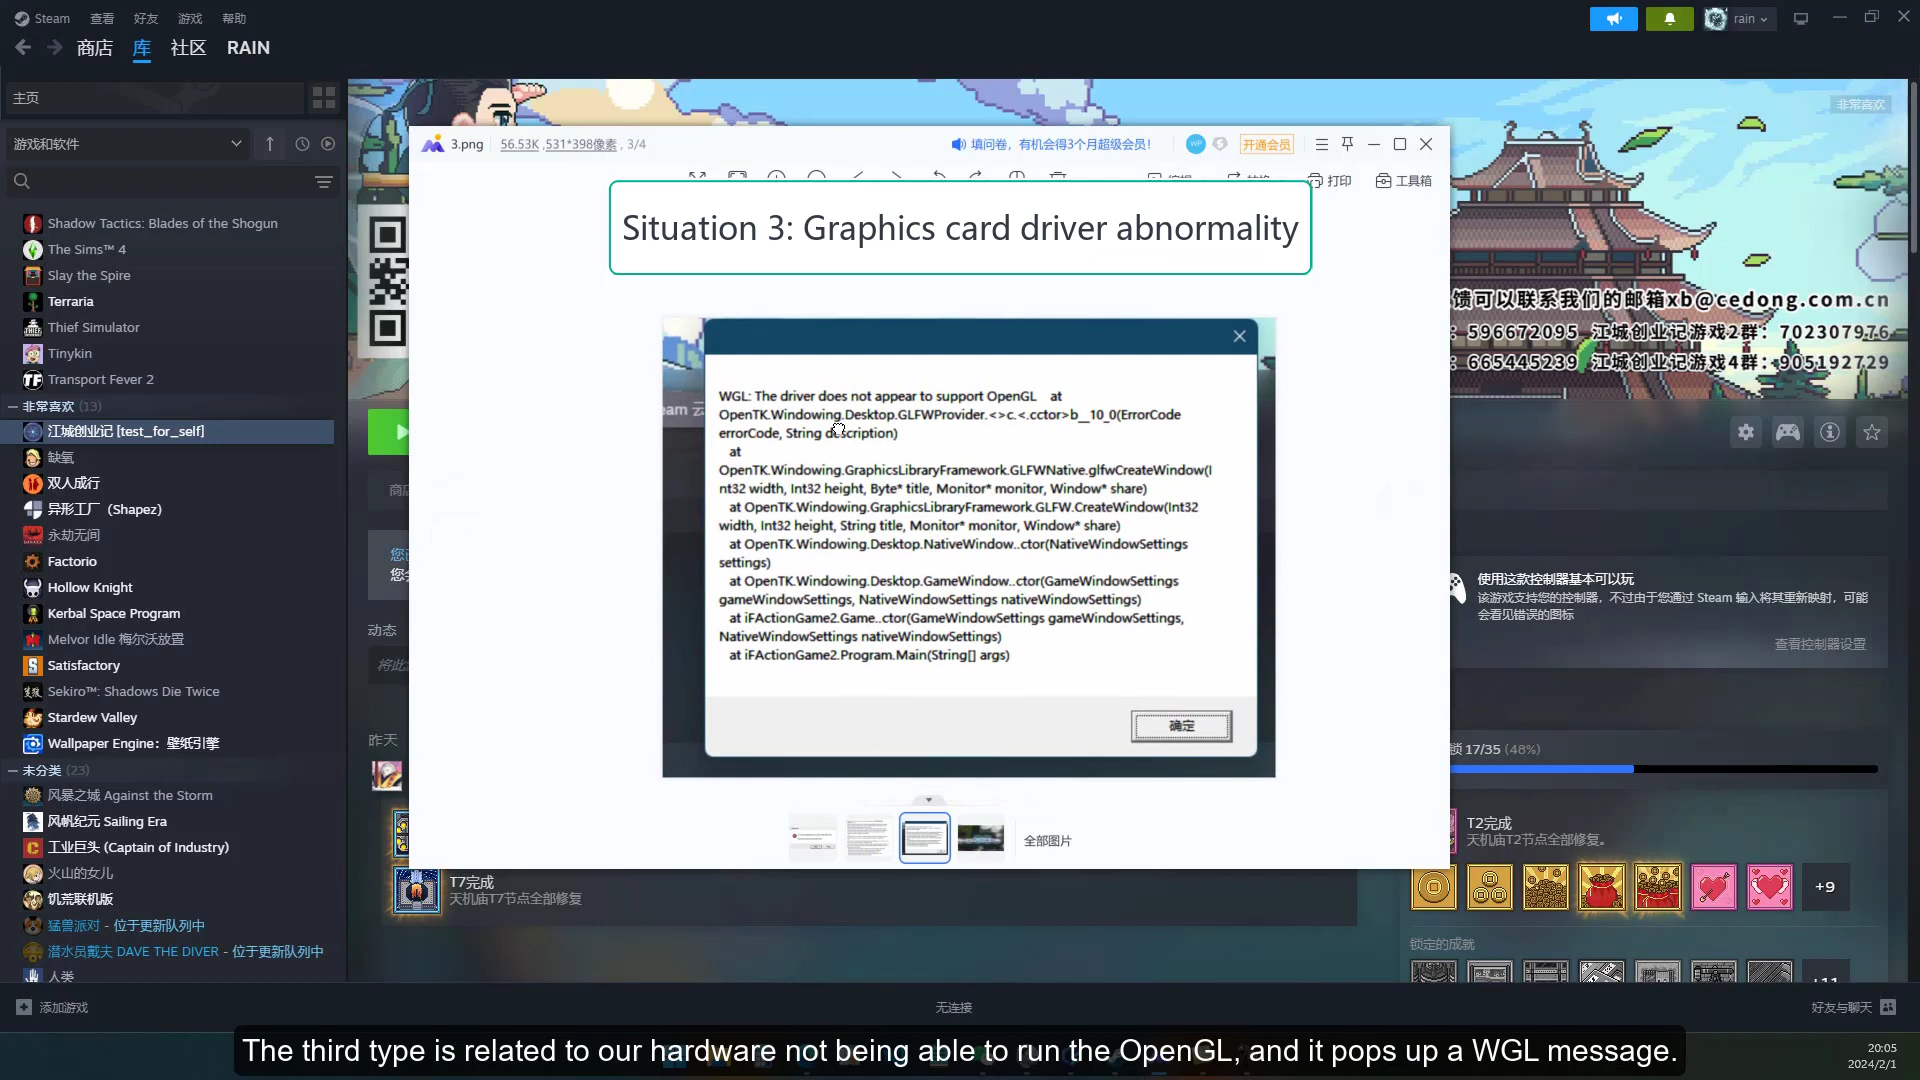 Steam 查看 好友 游戏 帮助
rain
商店 库 社区 RAIN
主页
游戏和软件
Shadow Tactics: Blades of the Shogun
The Sims™ 4
Slay the Spire
Terraria
Thief Simulator
Tinykin
Transport Fever 2
非常喜欢 (13)
江城创业记 [test_for_self]
缺氧
双人成行
异形工厂（Shapez)
永劫无间
Factorio
Hollow Knight
Kerbal Space Program
Melvor Idle 梅尔沃放置
Satisfactory
Sekiro™: Shadows Die Twice
Stardew Valley
Wallpaper Engine：壁纸引擎
未分类 (23)
风暴之城 Against the Storm
风帆纪元 Sailing Era
工业巨头 (Captain of Industry)
火山的女儿
饥荒联机版
猛兽派对 - 位于更新队列中
潜水员戴夫 DAVE THE DIVER - 位于更新队列中
人类
添加游戏
3.png 56.53K ,531*398像素 , 3/4
填问卷，有机会得3个月超级会员！
WP
开通会员
打印 工具箱
Situation 3: Graphics card driver abnormality
WGL: The driver does not appear to support OpenGL at
OpenTK.Windowing.Desktop.GLFWProvider.<>c.<.cctor>b__10_0(ErrorCode
errorCode, String description)
at
OpenTK.Windowing.GraphicsLibraryFramework.GLFWNative.glfwCreateWindow(I
nt32 width, Int32 height, Byte* title, Monitor* monitor, Window* share)
at OpenTK.Windowing.GraphicsLibraryFramework.GLFW.CreateWindow(Int32
width, Int32 height, String title, Monitor* monitor, Window* share)
at OpenTK.Windowing.Desktop.NativeWindow..ctor(NativeWindowSettings
settings)
at OpenTK.Windowing.Desktop.GameWindow..ctor(GameWindowSettings
gameWindowSettings, NativeWindowSettings nativeWindowSettings)
at iFActionGame2.Game..ctor(GameWindowSettings gameWindowSettings,
NativeWindowSettings nativeWindowSettings)
at iFActionGame2.Program.Main(String[] args)
确定
全部图片
非常喜欢
馈可以联系我们的邮箱xb@cedong.com.cn
: 596672095 江城创业记游戏2群: 702307976
: 665445239 江城创业记游戏4群: 905192729
动态
昨天
使用这款控制器基本可以玩
该游戏支持您的控制器，不过由于您通过 Steam 输入将其重新映射，可能
会看见错误的图标
查看控制器设置
锁 17/35 (48%)
T2完成
天机庙T2节点全部修复。
+9
锁定的成就
T7完成
天机庙T7节点全部修复
无连接
好友与聊天
The third type is related to our hardware not being able to run the OpenGL, and it pops up a WGL message.
20:05
2024/2/1